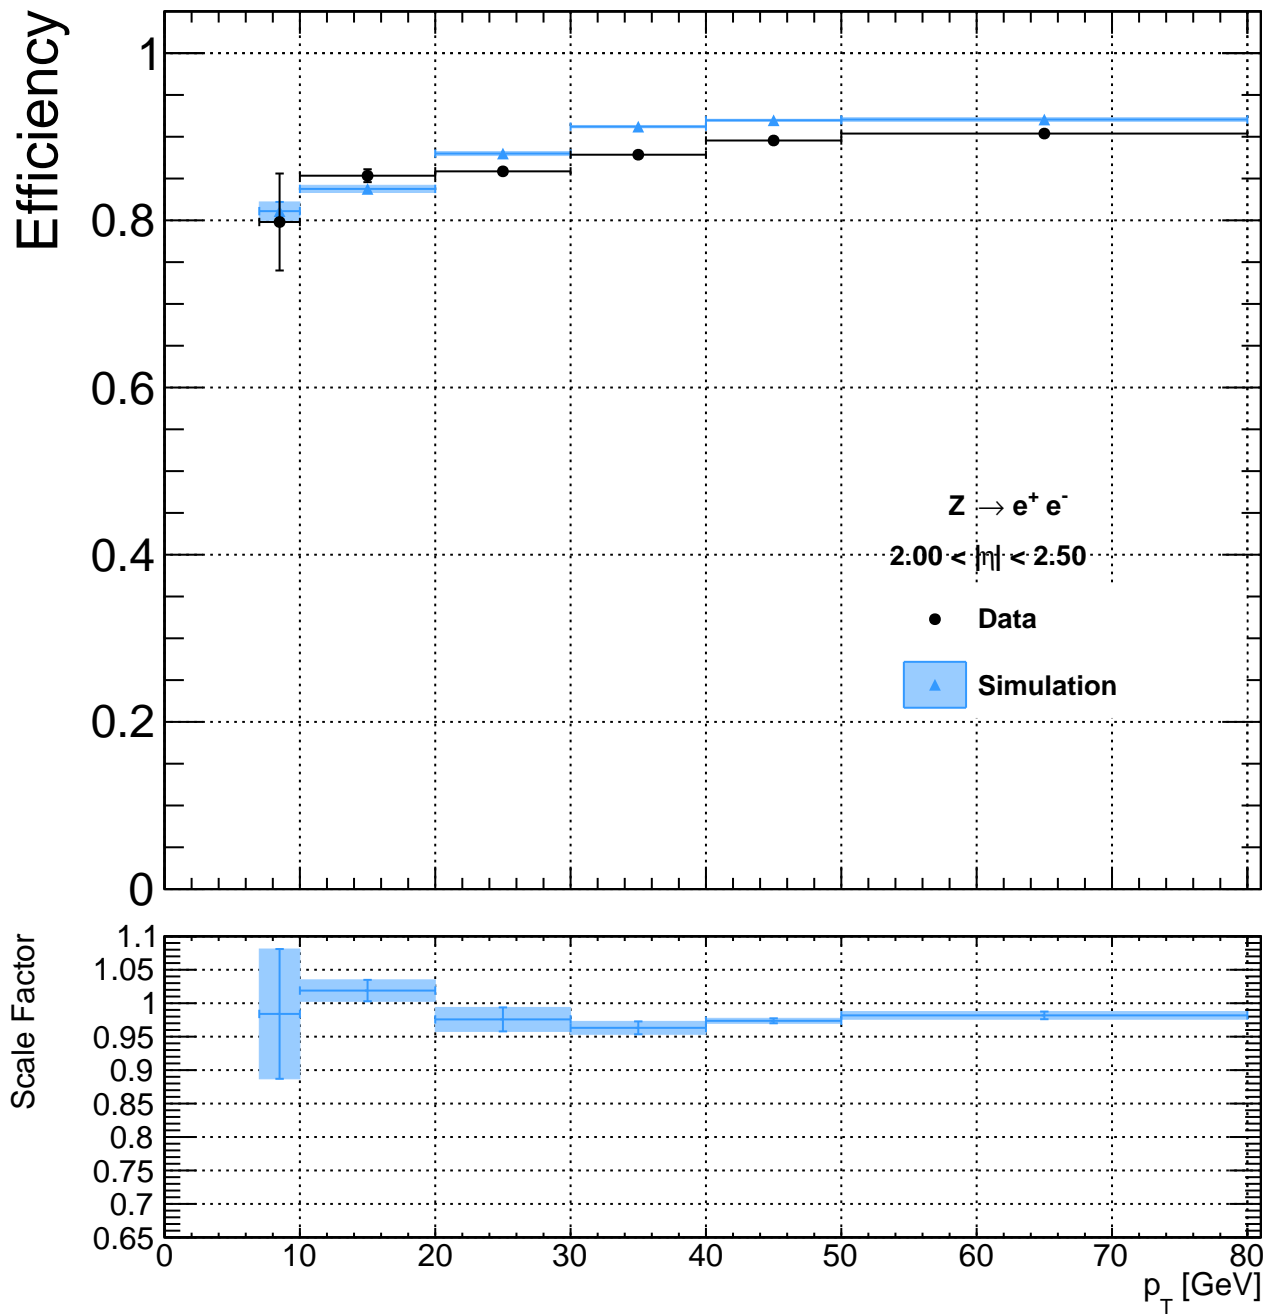 Efficiency
1
0.8
0.6
0.4
0.2
0
Z → e+ e-
2.00 < |η| < 2.50
Data
Simulation
Scale Factor
1.1
1.05
1
0.95
0.9
0.85
0.8
0.75
0.7
0.65
0 10 20 30 40 50 60 70 80
pT [GeV]